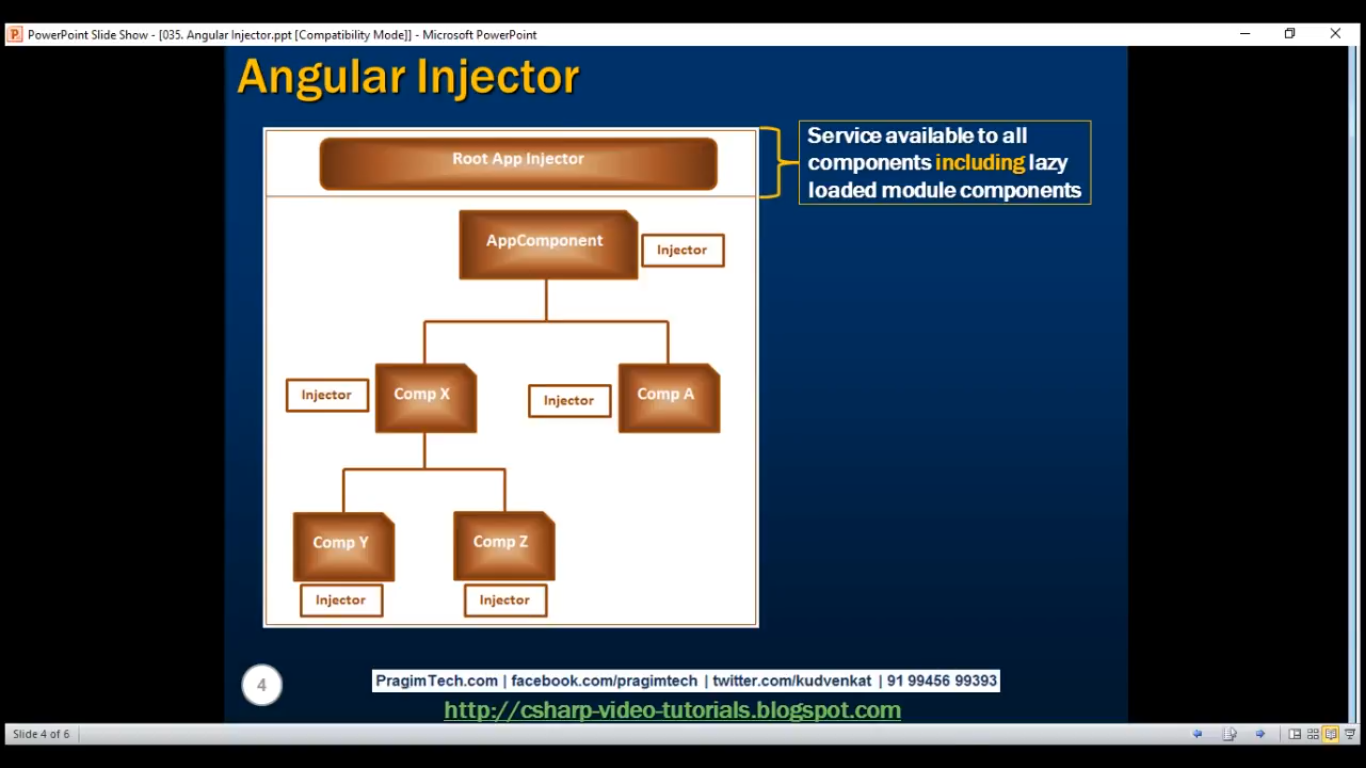 PowerPoint Slide Show - [035. Angular Injector.ppt [Compatibility Mode]] - Microsoft PowerPoint
Angular Injector
Root App Injector
Service available to all
components including lazy
loaded module components
AppComponent
Injector
Injector
Comp X
Injector
Comp A
Comp Y
Comp Z
Injector
Injector
4
PragimTech.com | facebook.com/pragimtech | twitter.com/kudvenkat | 91 99456 99393
http://csharp-video-tutorials.blogspot.com
Slide 4 of 6